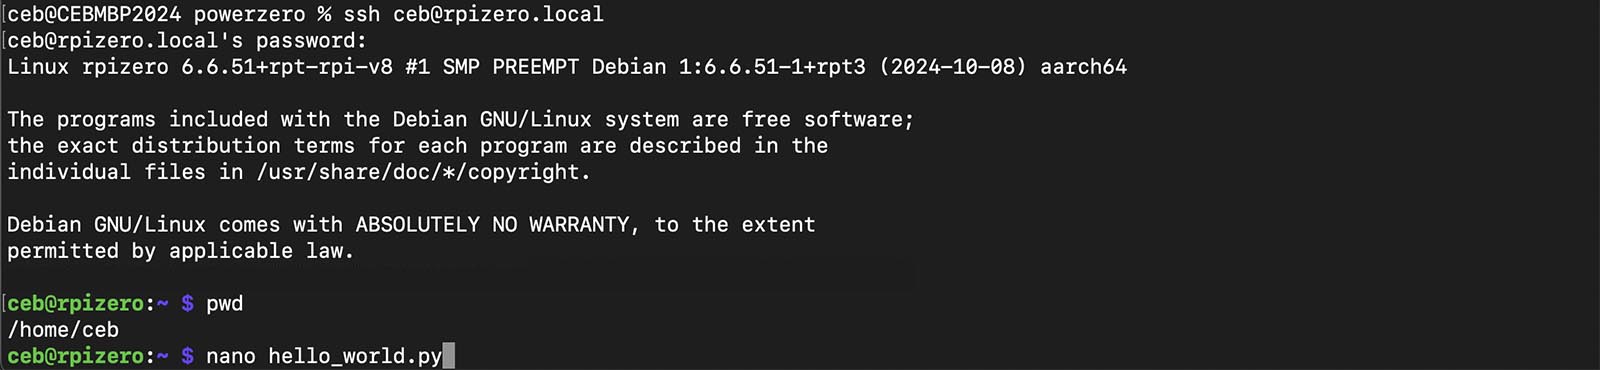 [ceb@CEBMBP2024 powerzero % ssh ceb@rpizero.local
[ceb@rpizero.local's password:
Linux rpizero 6.6.51+rpt-rpi-v8 #1 SMP PREEMPT Debian 1:6.6.51-1+rpt3 (2024-10-08) aarch64
The programs included with the Debian GNU/Linux system are free software;
the exact distribution terms for each program are described in the
individual files in /usr/share/doc/*/copyright.
Debian GNU/Linux comes with ABSOLUTELY NO WARRANTY, to the extent
permitted by applicable law.
[ceb@rpizero:~ $ pwd
/home/ceb
ceb@rpizero:~ $ nano hello_world.py